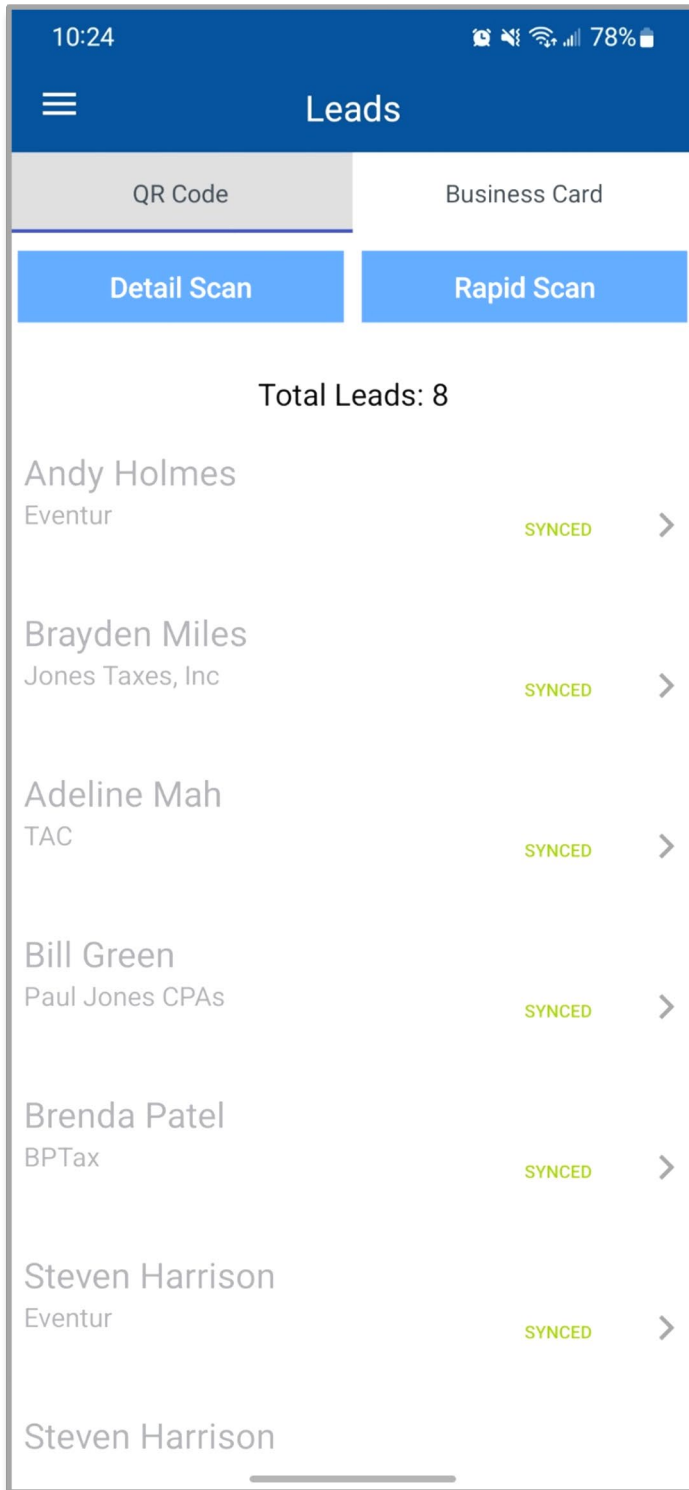 10:24 78%
Leads
QR Code Business Card
Detail Scan Rapid Scan
Total Leads: 8
Andy Holmes
Eventur
SYNCED
Brayden Miles
Jones Taxes, Inc
SYNCED
Adeline Mah
TAC
SYNCED
Bill Green
Paul Jones CPAs
SYNCED
Brenda Patel
BPTax
SYNCED
Steven Harrison
Eventur
SYNCED
Steven Harrison